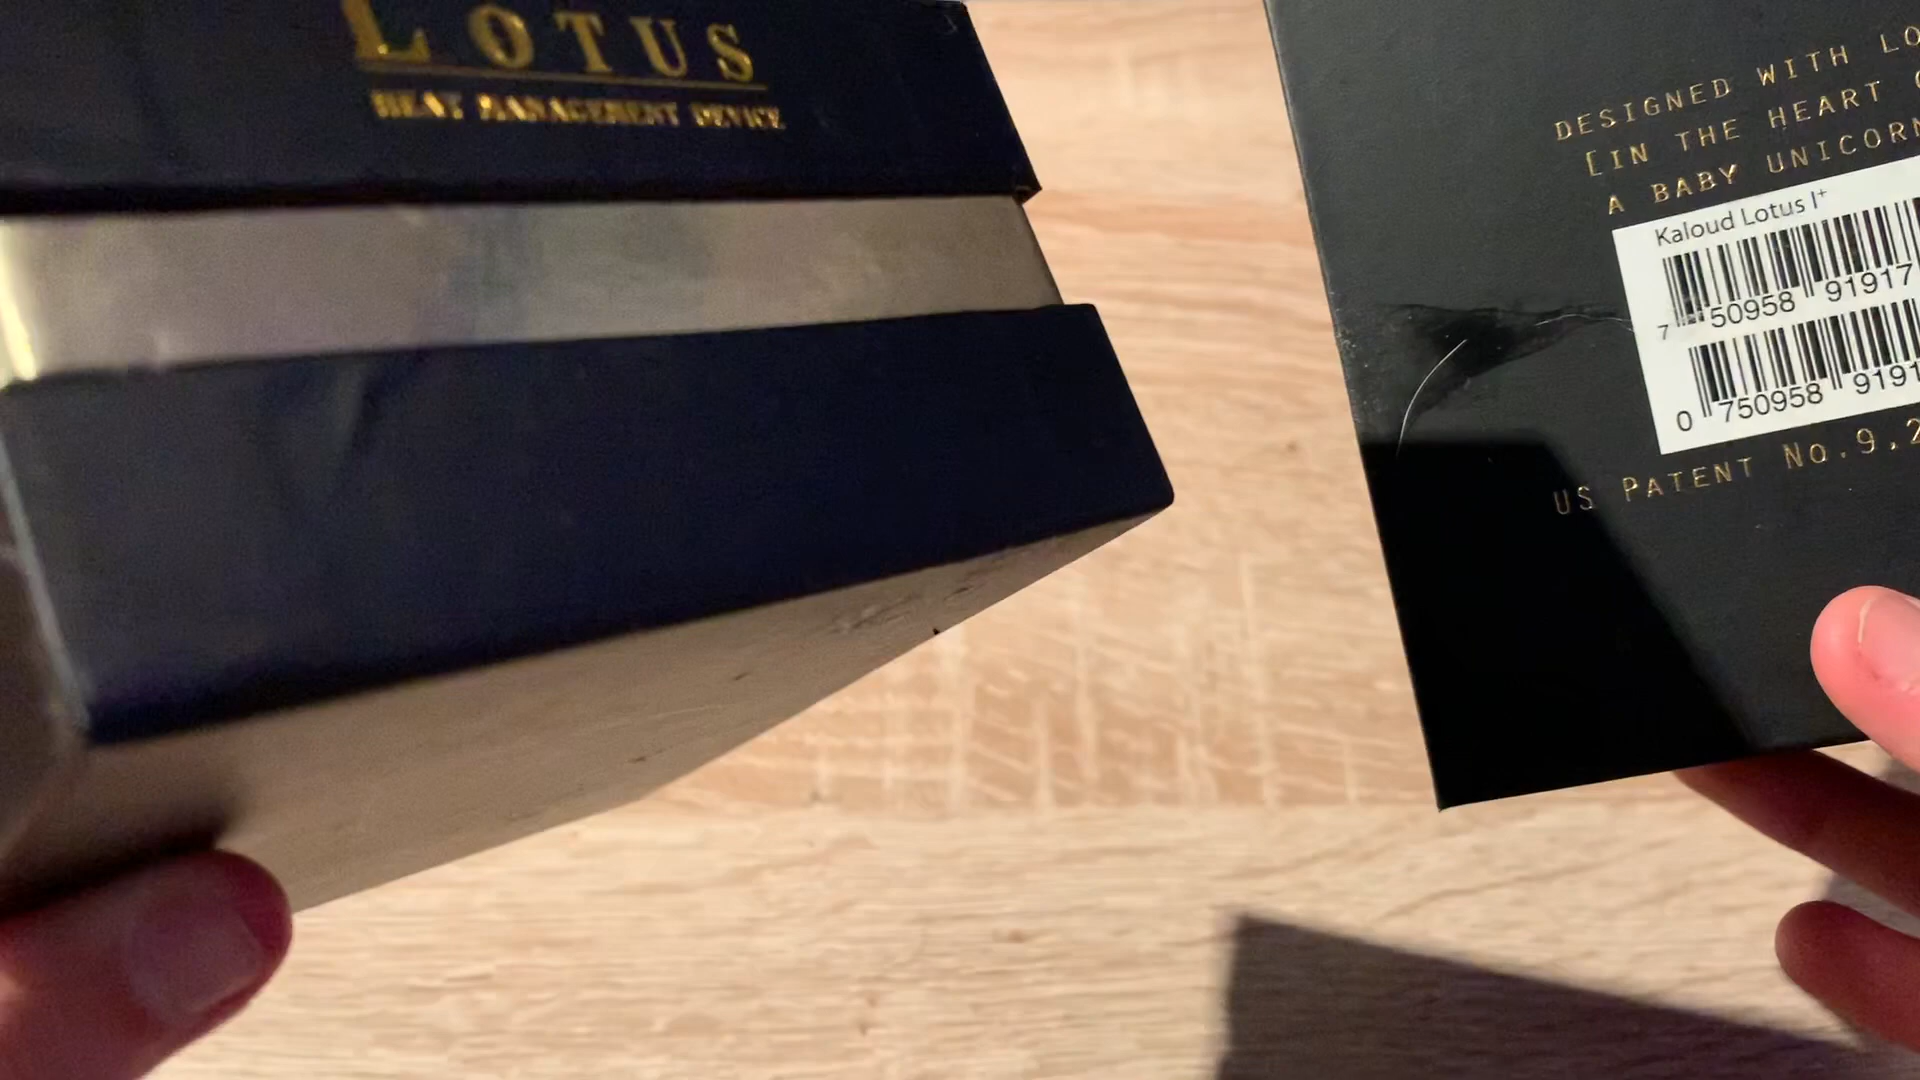 LOTUS
HEAT MANAGEMENT DEVICE
DESIGNED WITH
[IN THE HEART
A BABY UNICORN
Kaloud Lotus I+
7 50958 91917
0 750958 9191
US PATENT No.9,2